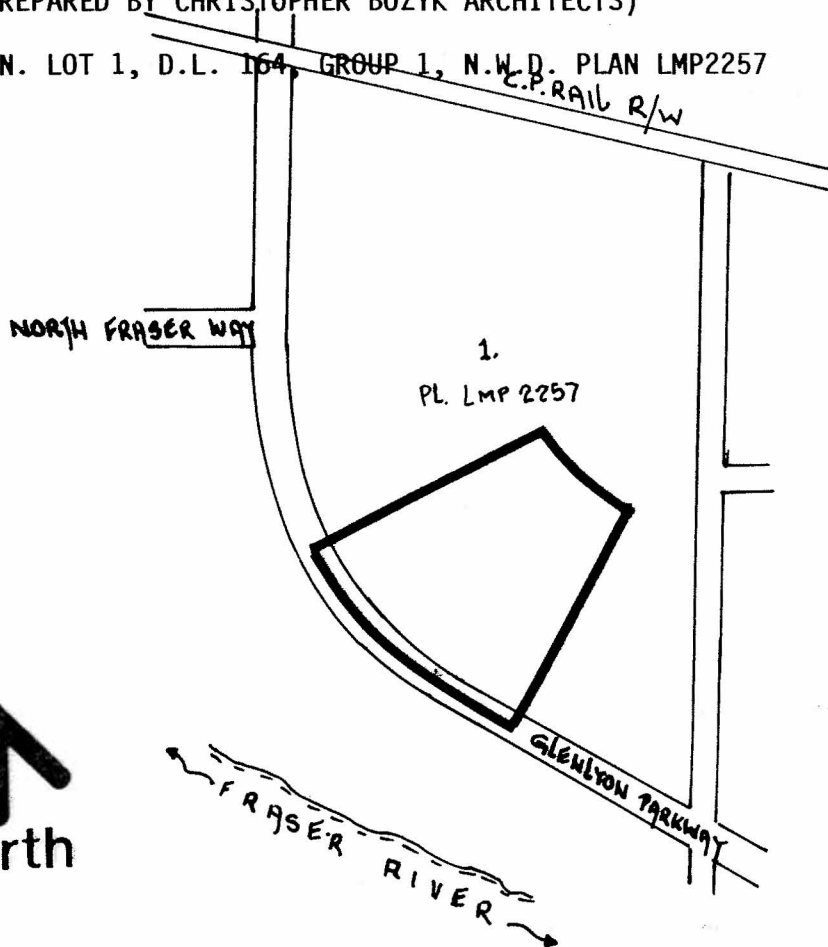 REPARED BY CHRISTOPHER BOZYK ARCHITECTS)
N. LOT 1, D.L. 164, GROUP 1, N.W.D. PLAN LMP2257
C.P. RAIL R/W
NORTH FRASER WAY
1.
PL. LMP 2257
GLENLYON PARKWAY
FRASER RIVER
rth